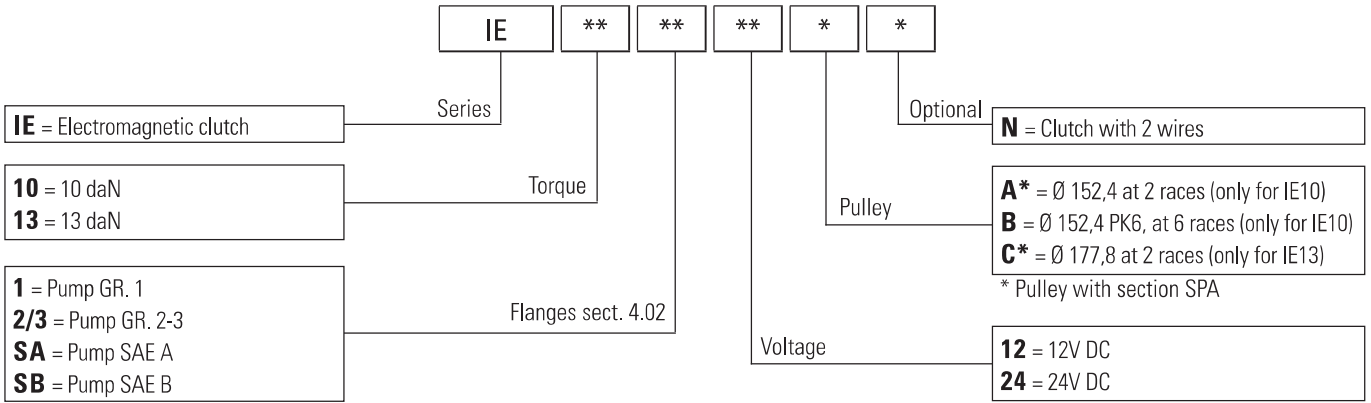 IE ** ** ** * *
Series
Optional
IE = Electromagnetic clutch
N = Clutch with 2 wires
10 = 10 daN
13 = 13 daN
Torque
Pulley
A* = Ø 152,4 at 2 races (only for IE10)
B = Ø 152,4 PK6, at 6 races (only for IE10)
C* = Ø 177,8 at 2 races (only for IE13)
* Pulley with section SPA
1 = Pump GR. 1
2/3 = Pump GR. 2-3
SA = Pump SAE A
SB = Pump SAE B
Flanges sect. 4.02
Voltage
12 = 12V DC
24 = 24V DC